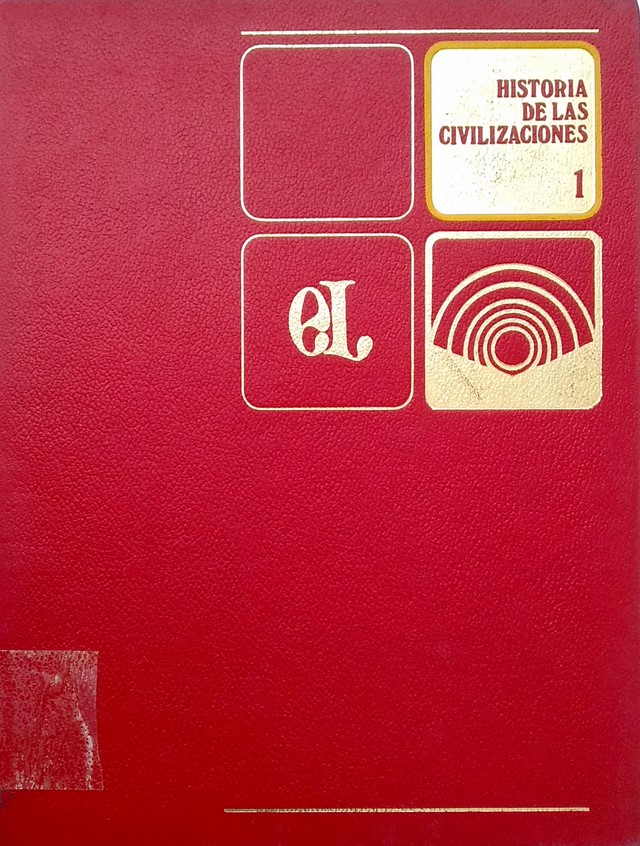 HISTORIA
DE LAS
CIVILIZACIONES
1
eL